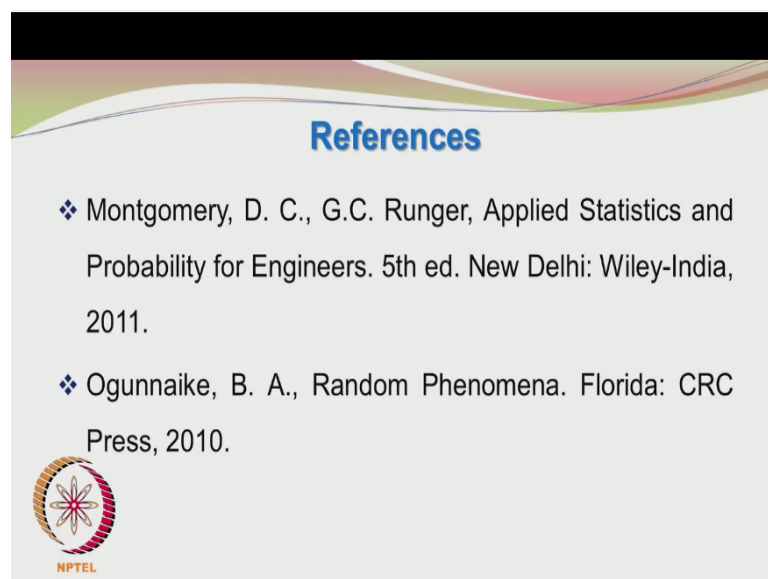 References
❖ Montgomery, D. C., G.C. Runger, Applied Statistics and
Probability for Engineers. 5th ed. New Delhi: Wiley-India,
2011.
❖ Ogunnaike, B. A., Random Phenomena. Florida: CRC
Press, 2010.
NPTEL